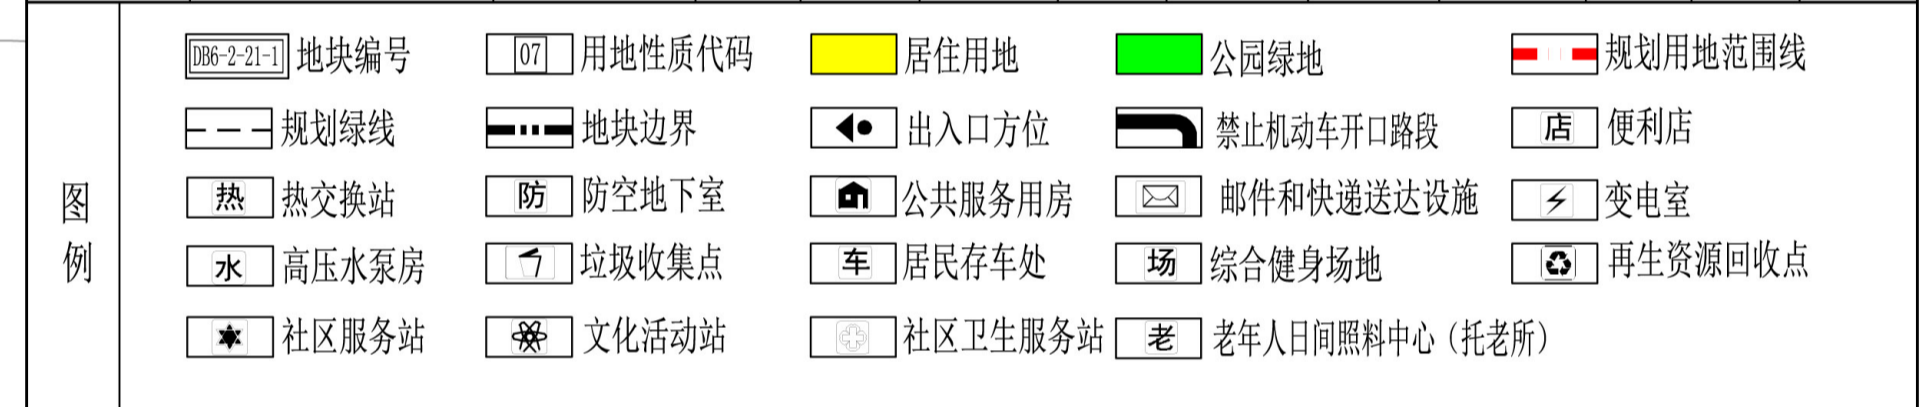 图例
DB6-2-21-1 地块编号 07 用地性质代码 居住用地 公园绿地 规划用地范围线
规划绿线 地块边界 出入口方位 禁止机动车开口路段 店 便利店
热 热交换站 防 防空地下室 公共服务用房 邮件和快递送达设施 变电室
水 高压水泵房 垃圾收集点 车 居民存车处 场 综合健身场地 再生资源回收点
社区服务站 文化活动站 社区卫生服务站 老 老年人日间照料中心（托老所）